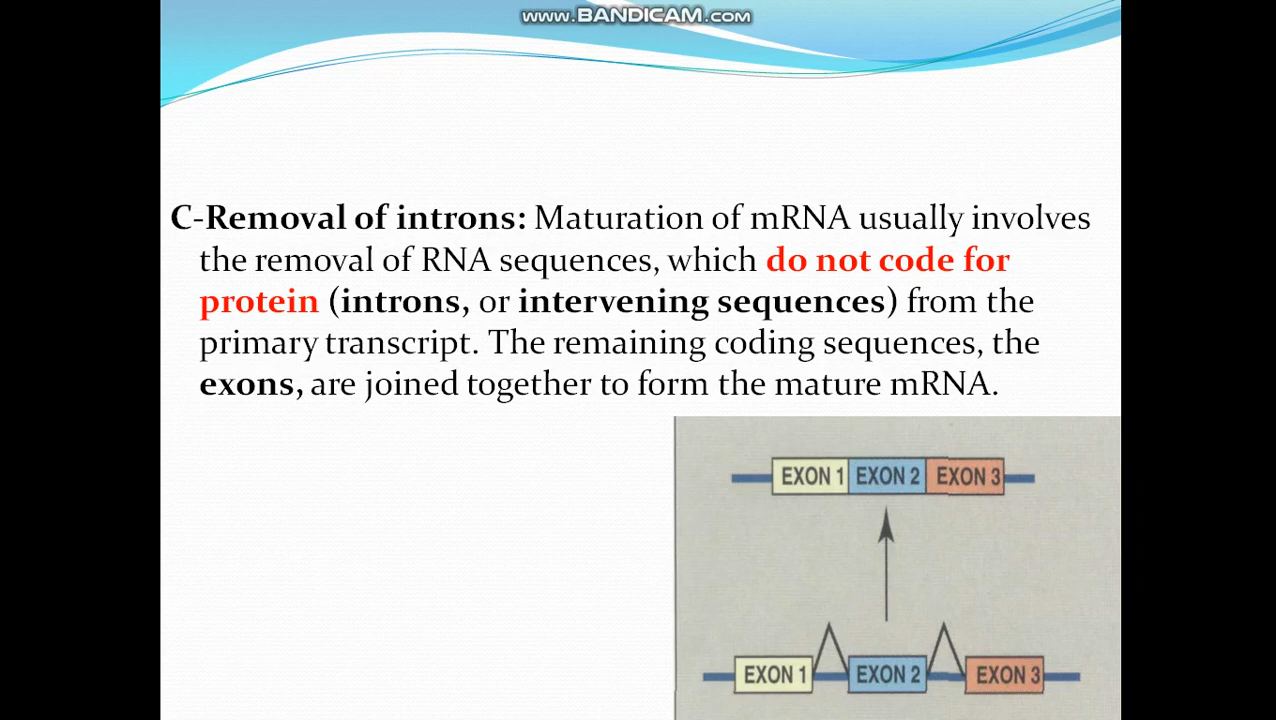 www.BANDICAM.com
C-Removal of introns: Maturation of mRNA usually involves
the removal of RNA sequences, which do not code for
protein (introns, or intervening sequences) from the
primary transcript. The remaining coding sequences, the
exons, are joined together to form the mature mRNA.
EXON 1 EXON 2 EXON 3
EXON 1 EXON 2 EXON 3